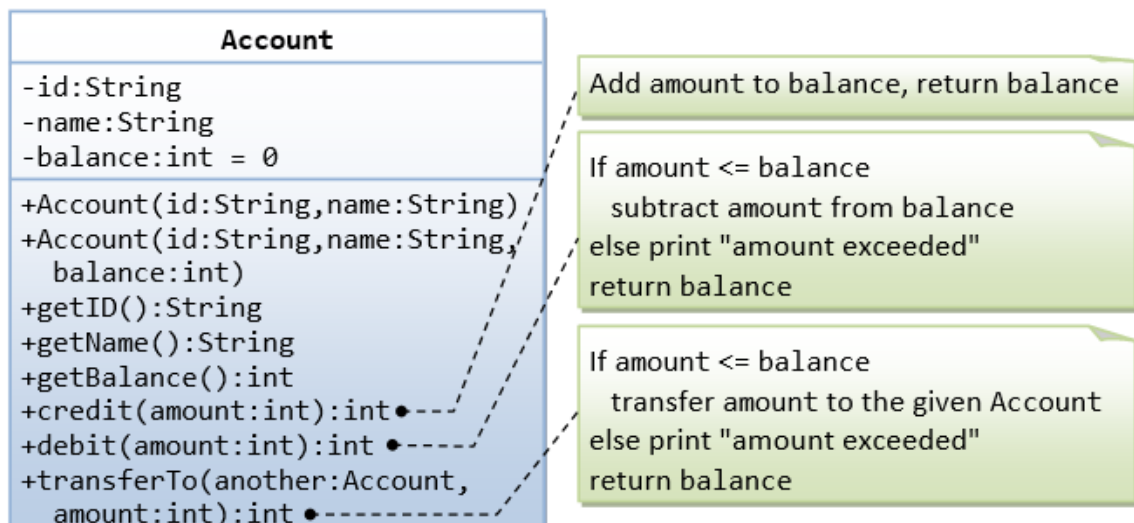 Account
-id:String
-name:String
-balance:int = 0
+Account(id:String,name:String)
+Account(id:String,name:String,
balance:int)
+getID():String
+getName():String
+getBalance():int
+credit(amount:int):int
+debit(amount:int):int
+transferTo(another:Account,
amount:int):int
Add amount to balance, return balance
If amount <= balance
subtract amount from balance
else print "amount exceeded"
return balance
If amount <= balance
transfer amount to the given Account
else print "amount exceeded"
return balance